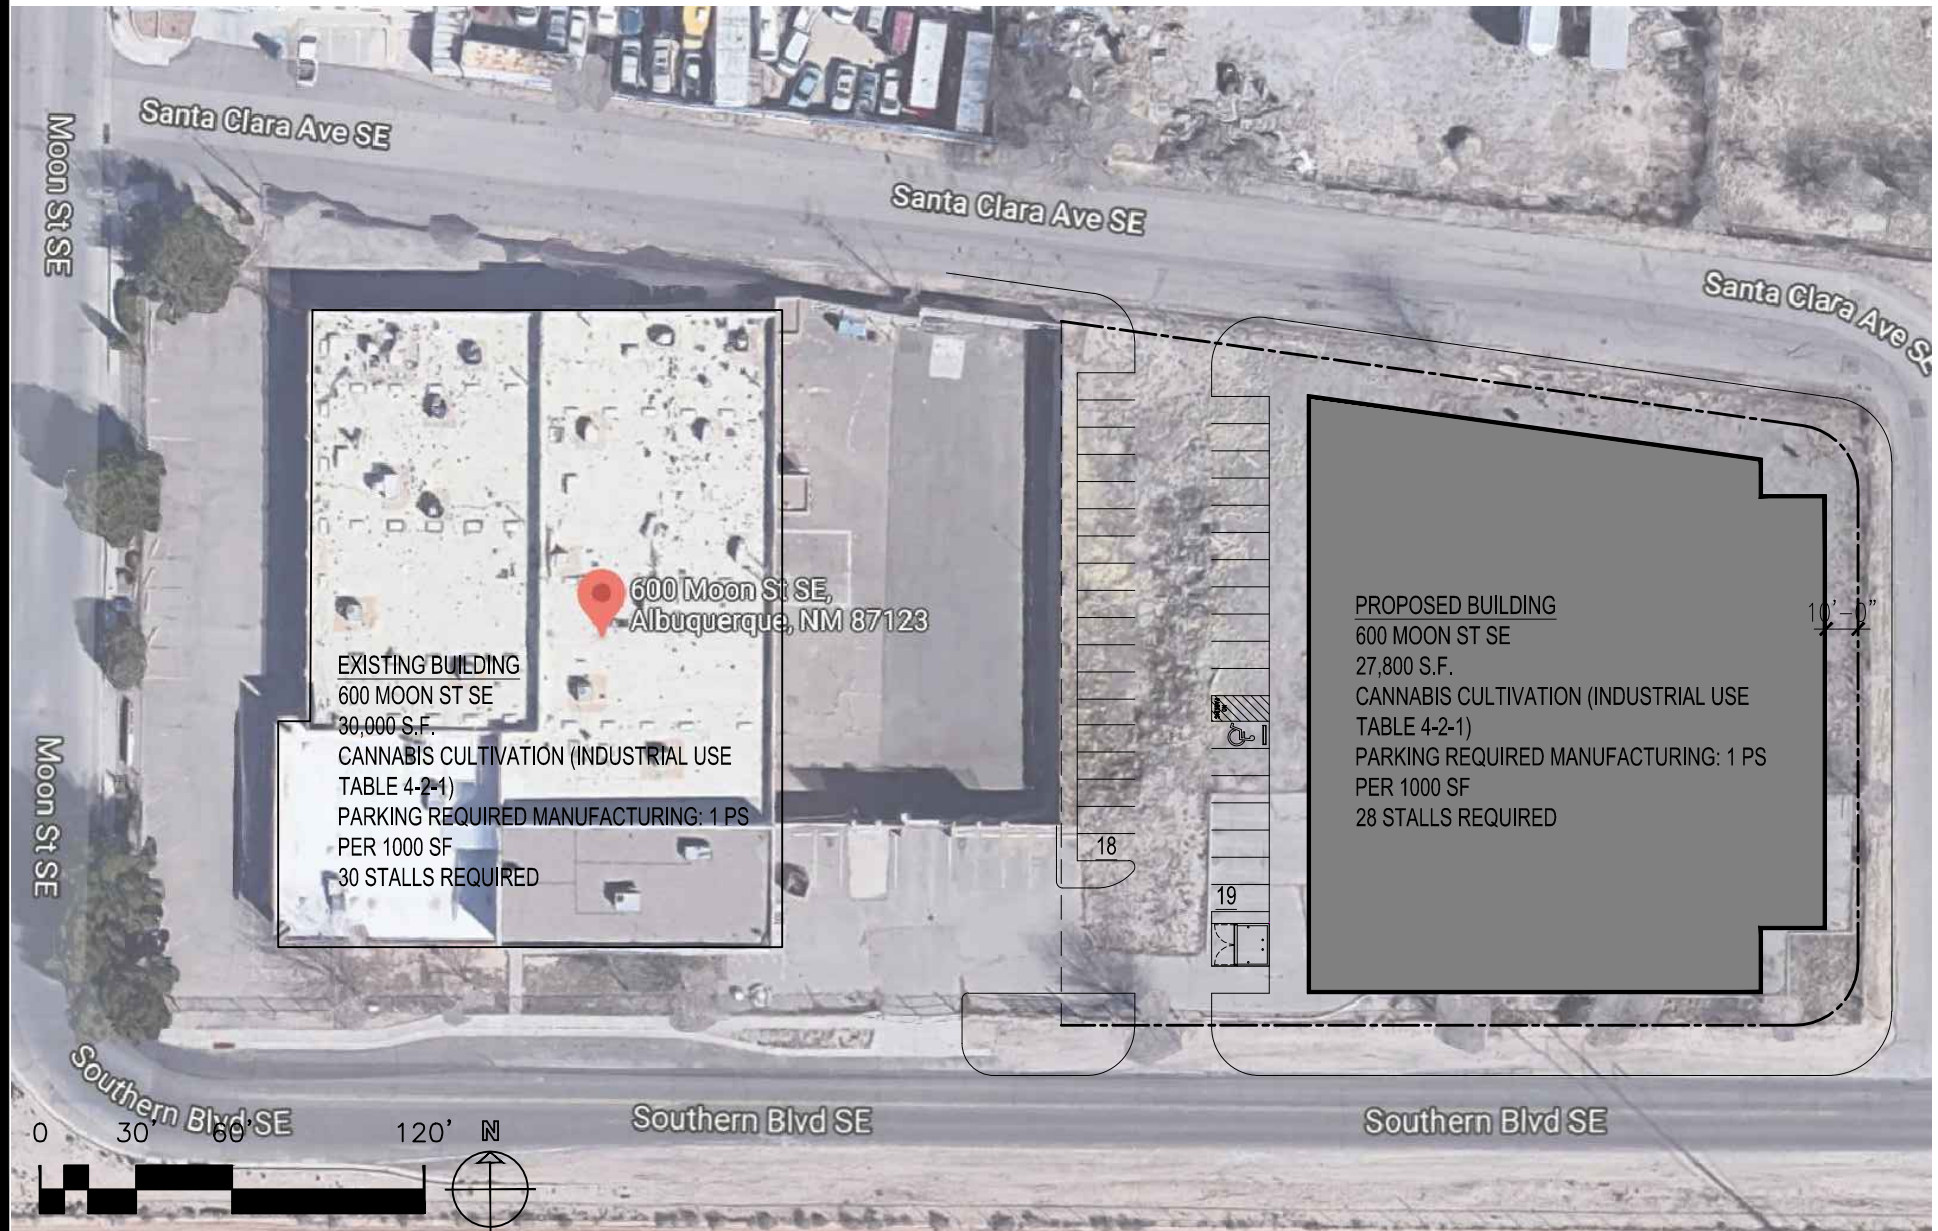 Santa Clara Ave SE
Moon St SE
Santa Clara Ave SE
Santa Clara Ave SE
600 Moon St SE,
Albuquerque, NM 87123
EXISTING BUILDING
600 MOON ST SE
30,000 S.F.
CANNABIS CULTIVATION (INDUSTRIAL USE
TABLE 4-2-1)
PARKING REQUIRED MANUFACTURING: 1 PS
PER 1000 SF
30 STALLS REQUIRED
PROPOSED BUILDING
600 MOON ST SE
27,800 S.F.
CANNABIS CULTIVATION (INDUSTRIAL USE
TABLE 4-2-1)
PARKING REQUIRED MANUFACTURING: 1 PS
PER 1000 SF
28 STALLS REQUIRED
10'-0"
18
19
Moon St SE
Southern Blvd SE
Southern Blvd SE
Southern Blvd SE
0 30' 60' 120' N